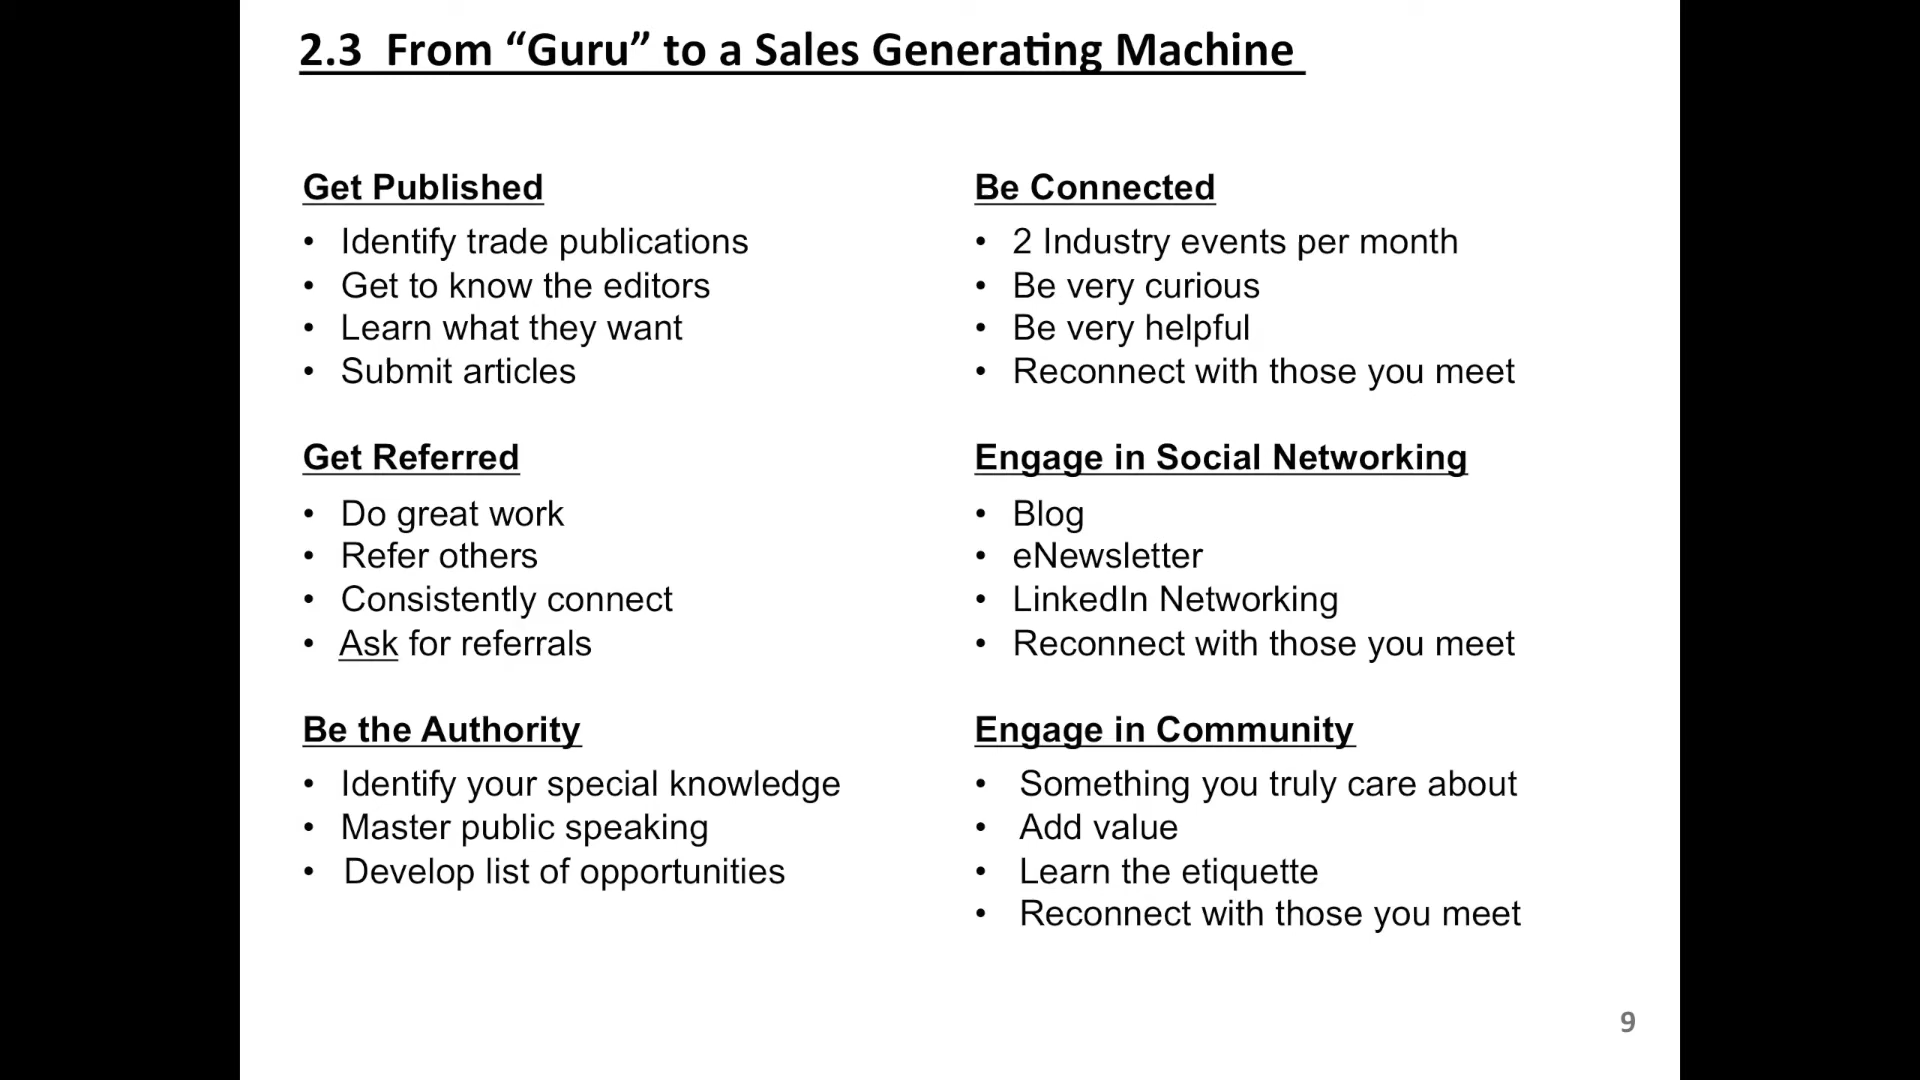 2.3 From “Guru” to a Sales Generating Machine
Get Published
• Identify trade publications
• Get to know the editors
• Learn what they want
• Submit articles
Get Referred
• Do great work
• Refer others
• Consistently connect
• Ask for referrals
Be the Authority
• Identify your special knowledge
• Master public speaking
• Develop list of opportunities
Be Connected
• 2 Industry events per month
• Be very curious
• Be very helpful
• Reconnect with those you meet
Engage in Social Networking
• Blog
• eNewsletter
• LinkedIn Networking
• Reconnect with those you meet
Engage in Community
• Something you truly care about
• Add value
• Learn the etiquette
• Reconnect with those you meet
9